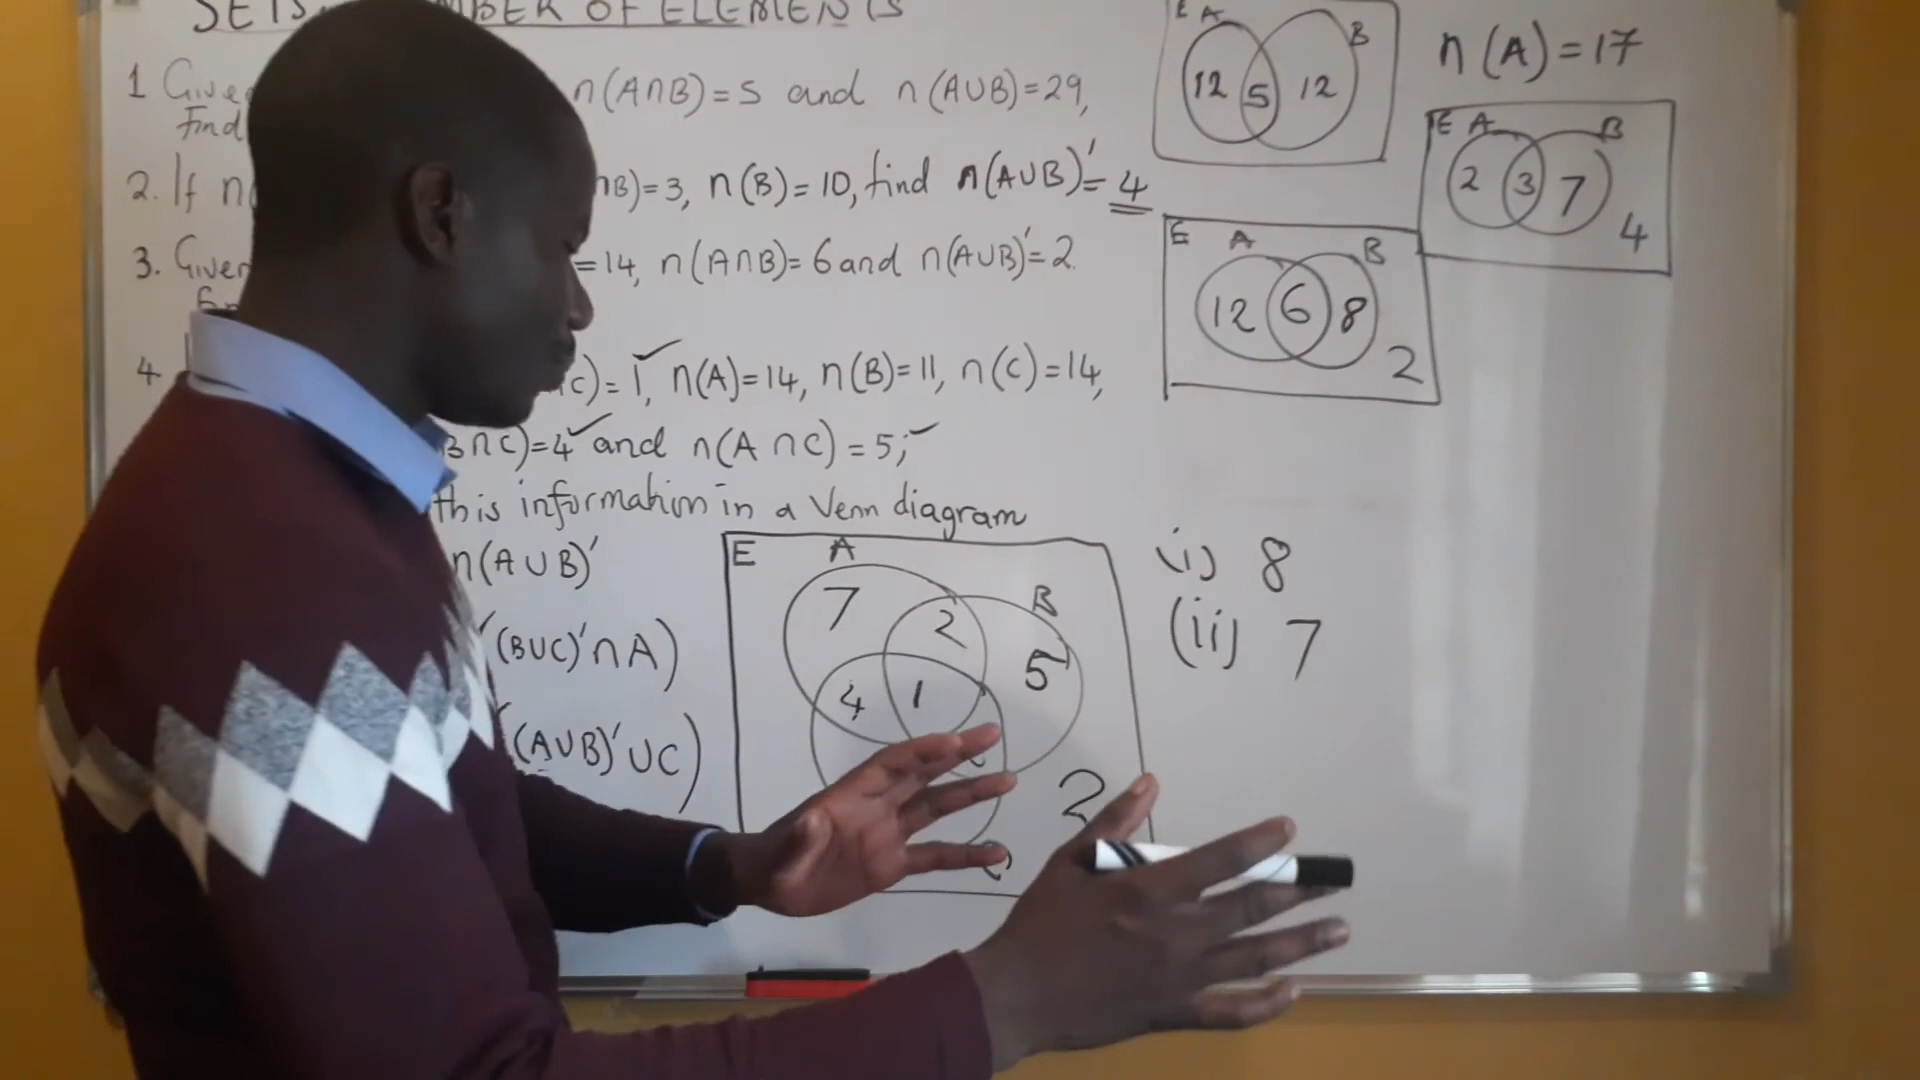 SETS OF ELEMENTS
1 Given n(A∩B)=5 and n(A∪B)=29,
Find
2. If n(B)=3, n(B)=10, find n(A∪B)'=4
3. Given =14, n(A∩B)=6 and n(A∪B)'=2.
4 C)=1, n(A)=14, n(B)=11, n(C)=14,
B∩C)=4 and n(A∩C)=5;
this information in a Venn diagram
n(A∪B)'
(B∪C)'∩A)
(A∪B)'∪C)
E A B
12 5 12
n(A)=17
E A B
2 3 7
4
E A B
12 6 8
2
E A
B
7 2
5
4 1
2
C
(i) 8
(ii) 7